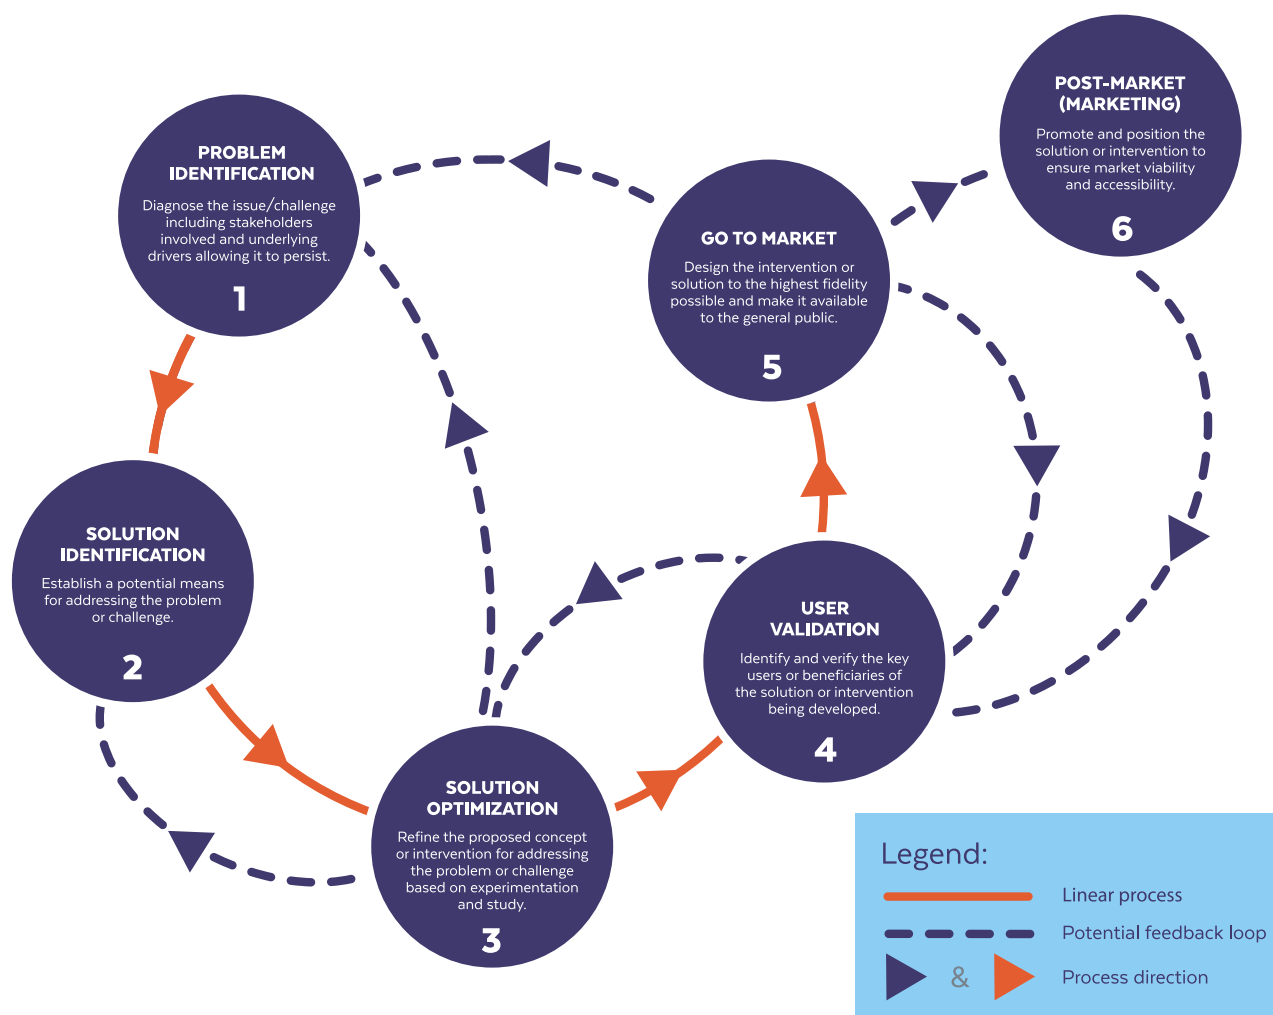 PROBLEM
IDENTIFICATION
Diagnose the issue/challenge
including stakeholders
involved and underlying
drivers allowing it to persist.
1
SOLUTION
IDENTIFICATION
Establish a potential means
for addressing the problem
or challenge.
2
SOLUTION
OPTIMIZATION
Refine the proposed concept
or intervention for addressing
the problem or challenge
based on experimentation
and study.
3
USER
VALIDATION
Identify and verify the key
users or beneficiaries of
the solution or intervention
being developed.
4
GO TO MARKET
Design the intervention or
solution to the highest fidelity
possible and make it available
to the general public.
5
POST-MARKET
(MARKETING)
Promote and position the
solution or intervention to
ensure market viability
and accessibility.
6
Legend:
Linear process
Potential feedback loop
&
Process direction